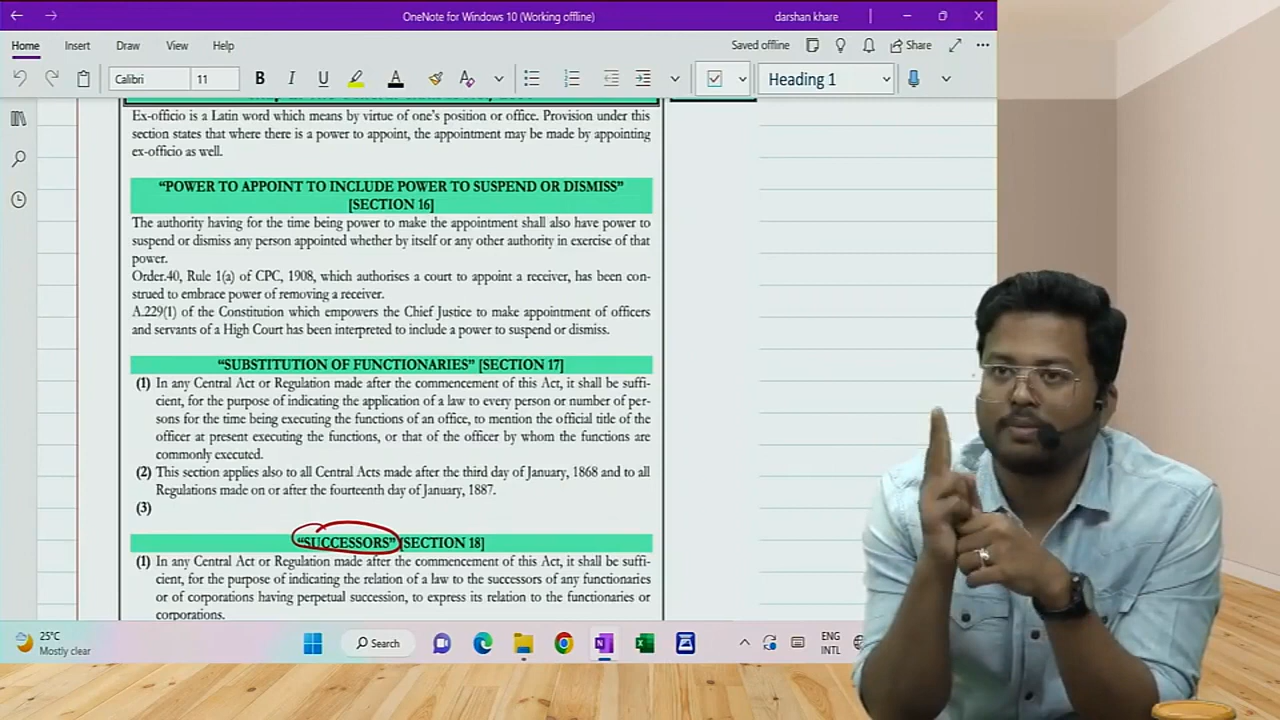 OneNote for Windows 10 (Working offline)
darshan khare
Home Insert Draw View Help
Saved offline
Share
Calibri 11 B I U A Heading 1
Ex-officio is a Latin word which means by virtue of one's position or office. Provision under this
section states that where there is a power to appoint, the appointment may be made by appointing
ex-officio as well.
“POWER TO APPOINT TO INCLUDE POWER TO SUSPEND OR DISMISS”
[SECTION 16]
The authority having for the time being power to make the appointment shall also have power to
suspend or dismiss any person appointed whether by itself or any other authority in exercise of that
power.
Order.40, Rule 1(a) of CPC, 1908, which authorises a court to appoint a receiver, has been con-
strued to embrace power of removing a receiver.
A.229(1) of the Constitution which empowers the Chief Justice to make appointment of officers
and servants of a High Court has been interpreted to include a power to suspend or dismiss.
“SUBSTITUTION OF FUNCTIONARIES” [SECTION 17]
(1) In any Central Act or Regulation made after the commencement of this Act, it shall be suffi-
cient, for the purpose of indicating the application of a law to every person or number of per-
sons for the time being executing the functions of an office, to mention the official title of the
officer at present executing the functions, or that of the officer by whom the functions are
commonly executed.
(2) This section applies also to all Central Acts made after the third day of January, 1868 and to all
Regulations made on or after the fourteenth day of January, 1887.
(3)
“SUCCESSORS” [SECTION 18]
(1) In any Central Act or Regulation made after the commencement of this Act, it shall be suffi-
cient, for the purpose of indicating the relation of a law to the successors of any functionaries
or of corporations having perpetual succession, to express its relation to the functionaries or
corporations.
25°C
Mostly clear
Search
ENG
INTL